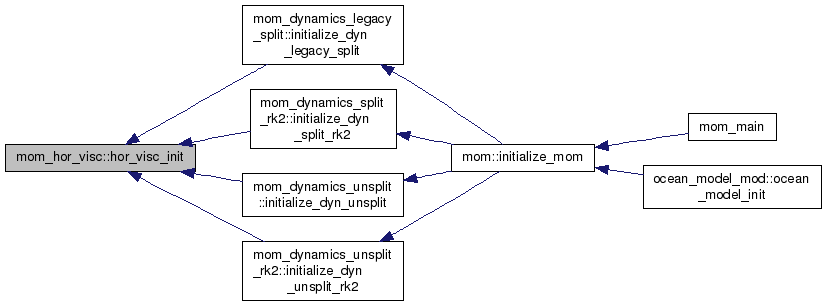 mom_dynamics_legacy
_split::initialize_dyn
_legacy_split
mom_dynamics_split
_rk2::initialize_dyn
_split_rk2
mom_main
mom_hor_visc::hor_visc_init
mom::initialize_mom
mom_dynamics_unsplit
::initialize_dyn_unsplit
ocean_model_mod::ocean
_model_init
mom_dynamics_unsplit
_rk2::initialize_dyn
_unsplit_rk2